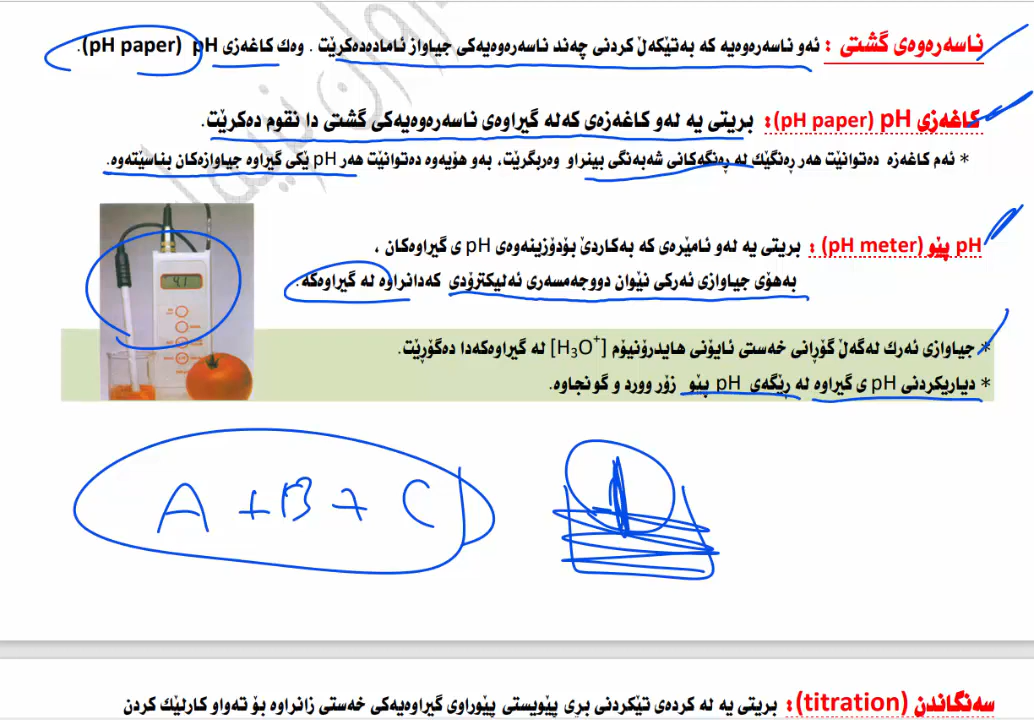 ناسەرەوەی گشتی : ئەو ناسەرەوەیە کە بەتێکەڵ کردنی چەند ناسەرەوەیەکی جیاواز ئامادەدەکرێت . وەك کاغەزی pH (pH paper).
کاغەزی pH (pH paper): بریتی یە لەو کاغەزەی کەلە گیراوەی ناسەرەوەیەکی گشتی دا نقوم دەکرێت.
* ئەم کاغەزە دەتوانێت هەر ڕەنگێك لە ڕەنگەکانی شەبەنگی بینراو وەربگرێت، بەو هۆیەوە دەتوانێت هەر pH یێکی گیراوە جیاوازەکان بناسێتەوە.
pH پێو (pH meter) : بریتی یە لەو ئامێرەی کە بەکاردێ بۆدۆزینەوەی pH ی گیراوەکان ،
بەهۆی جیاوازی ئەرکی نێوان دووجەمسەری ئەلیکترۆدی کەدانراوە لە گیراوەکە.
4.1
* جیاوازی ئەرك لەگەڵ گۆڕانی خەستی ئایۆنی هایدرۆنیۆم [H₃O⁺] لە گیراوەکەدا دەگۆڕێت.
* دیاریکردنی pH ی گیراوە لە ڕێگەی pH پێو زۆر وورد و گونجاوە.
A + B + C
سەنگاندن (titration): بریتی یە لە کردەی تێکردنی بڕی پێویستی پێوراوی گیراوەیەکی خەستی زانراوە بۆ تەواو کارلێك کردن